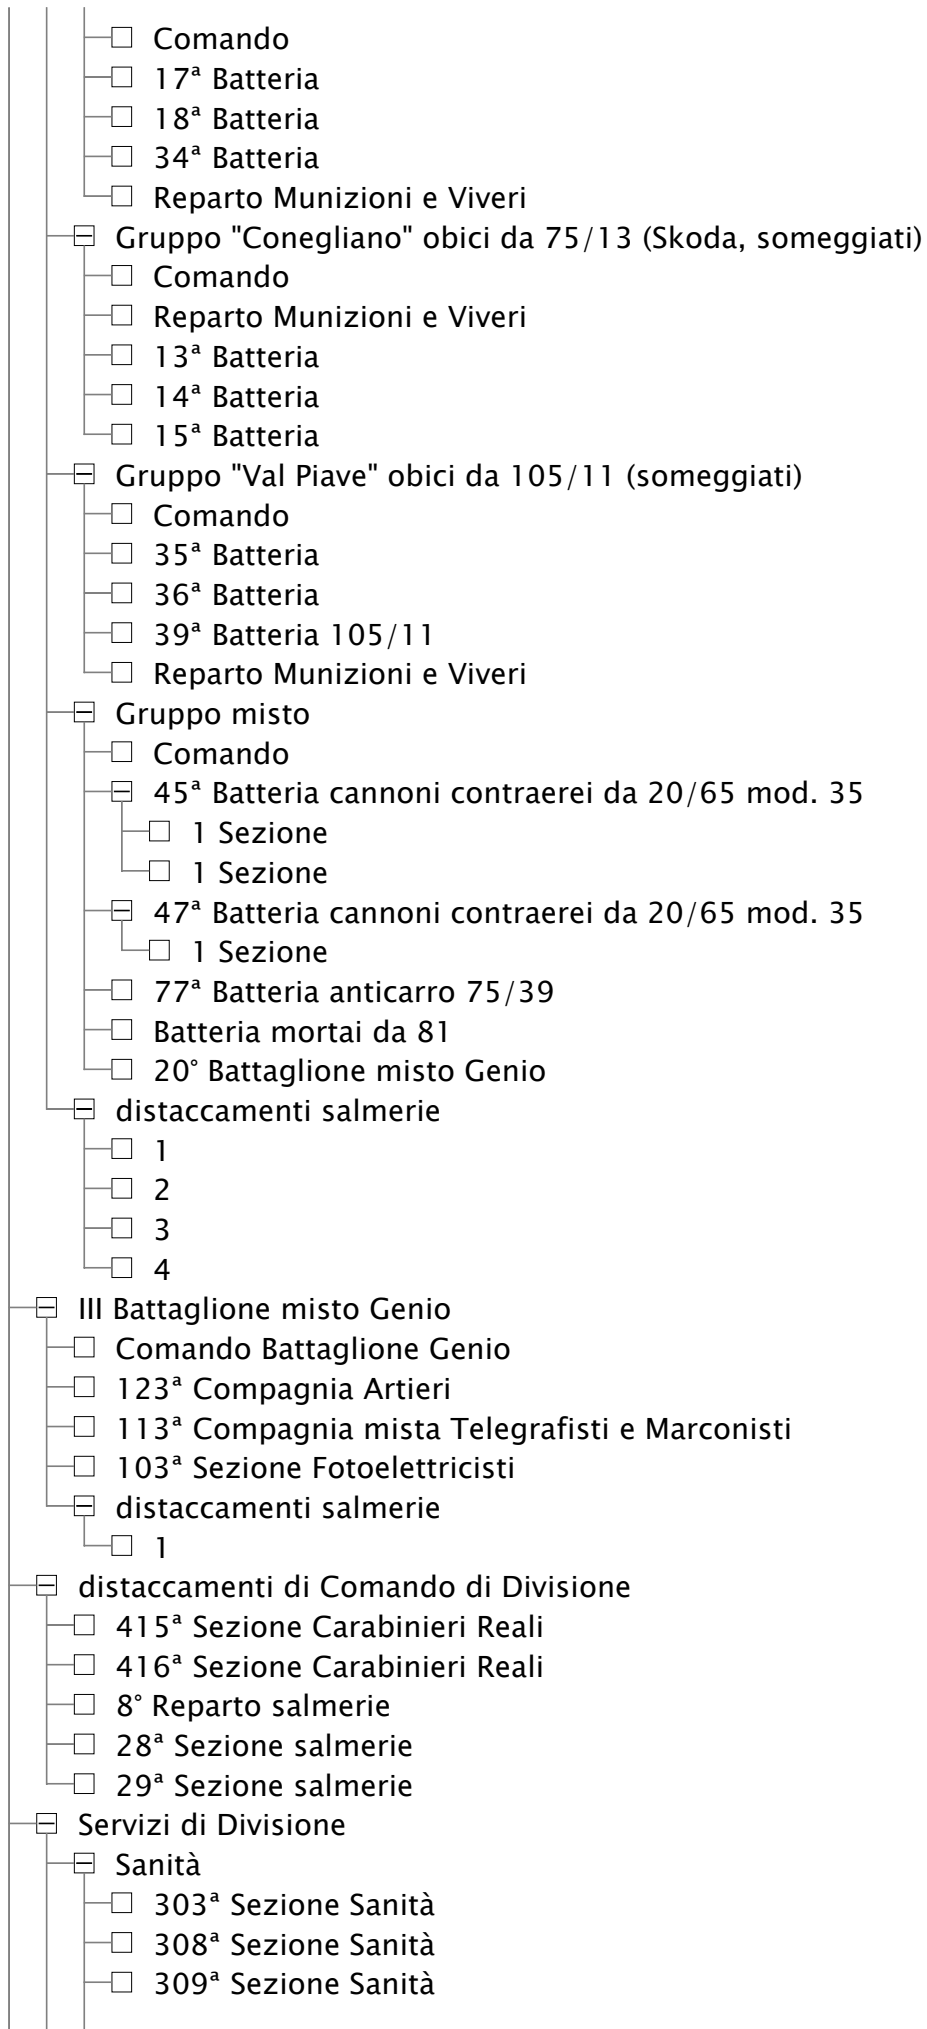 Comando
17ª Batteria
18ª Batteria
34ª Batteria
Reparto Munizioni e Viveri
Gruppo "Conegliano" obici da 75/13 (Skoda, someggiati)
Comando
Reparto Munizioni e Viveri
13ª Batteria
14ª Batteria
15ª Batteria
Gruppo "Val Piave" obici da 105/11 (someggiati)
Comando
35ª Batteria
36ª Batteria
39ª Batteria 105/11
Reparto Munizioni e Viveri
Gruppo misto
Comando
45ª Batteria cannoni contraerei da 20/65 mod. 35
1 Sezione
1 Sezione
47ª Batteria cannoni contraerei da 20/65 mod. 35
1 Sezione
77ª Batteria anticarro 75/39
Batteria mortai da 81
20° Battaglione misto Genio
distaccamenti salmerie
1
2
3
4
III Battaglione misto Genio
Comando Battaglione Genio
123ª Compagnia Artieri
113ª Compagnia mista Telegrafisti e Marconisti
103ª Sezione Fotoelettricisti
distaccamenti salmerie
1
distaccamenti di Comando di Divisione
415ª Sezione Carabinieri Reali
416ª Sezione Carabinieri Reali
8° Reparto salmerie
28ª Sezione salmerie
29ª Sezione salmerie
Servizi di Divisione
Sanità
303ª Sezione Sanità
308ª Sezione Sanità
309ª Sezione Sanità